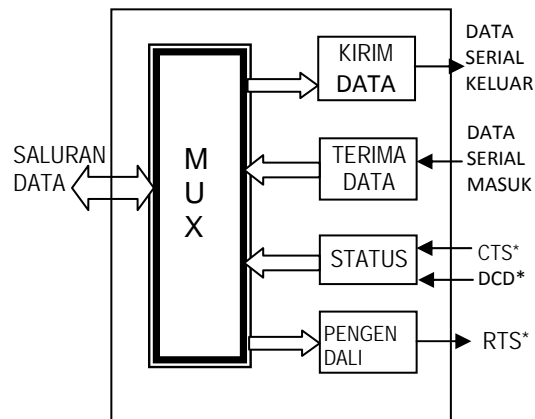 SALURAN
DATA
M
U
X
KIRIM
DATA
DATA
SERIAL
KELUAR
TERIMA
DATA
DATA
SERIAL
MASUK
STATUS
CTS*
DCD*
PENGEN
DALI
RTS*